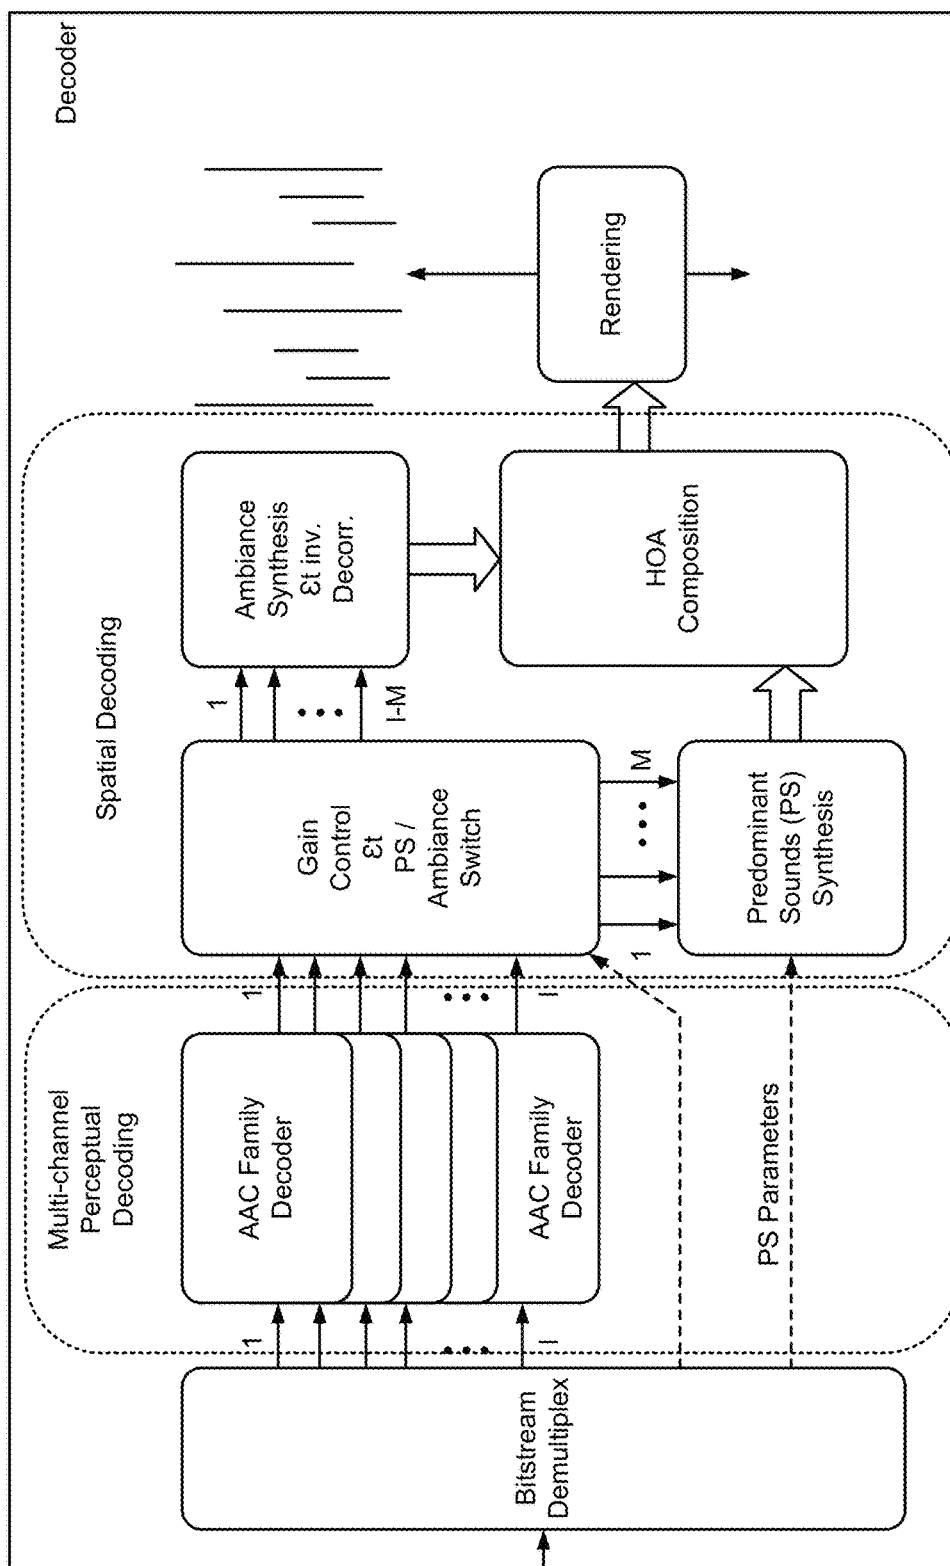 Decoder
Multi-channel
Perceptual
Decoding
Spatial Decoding
Bitstream
Demultiplex
1
I
AAC Family
Decoder
AAC Family
Decoder
1
I
Gain
Control
&
PS /
Ambiance
Switch
1
I-M
Ambiance
Synthesis
& inv.
Decorr.
1
M
PS Parameters
Predominant
Sounds (PS)
Synthesis
HOA
Composition
Rendering